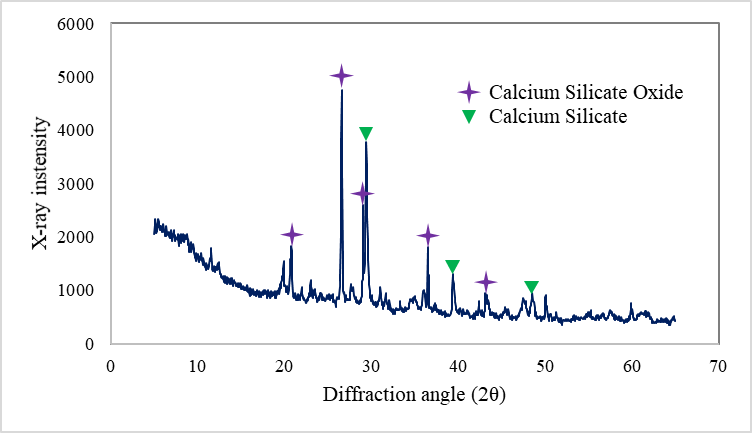 6000
5000
4000
3000
2000
1000
0
X-ray instensity
Calcium Silicate Oxide
Calcium Silicate
0 10 20 30 40 50 60 70
Diffraction angle (2θ)